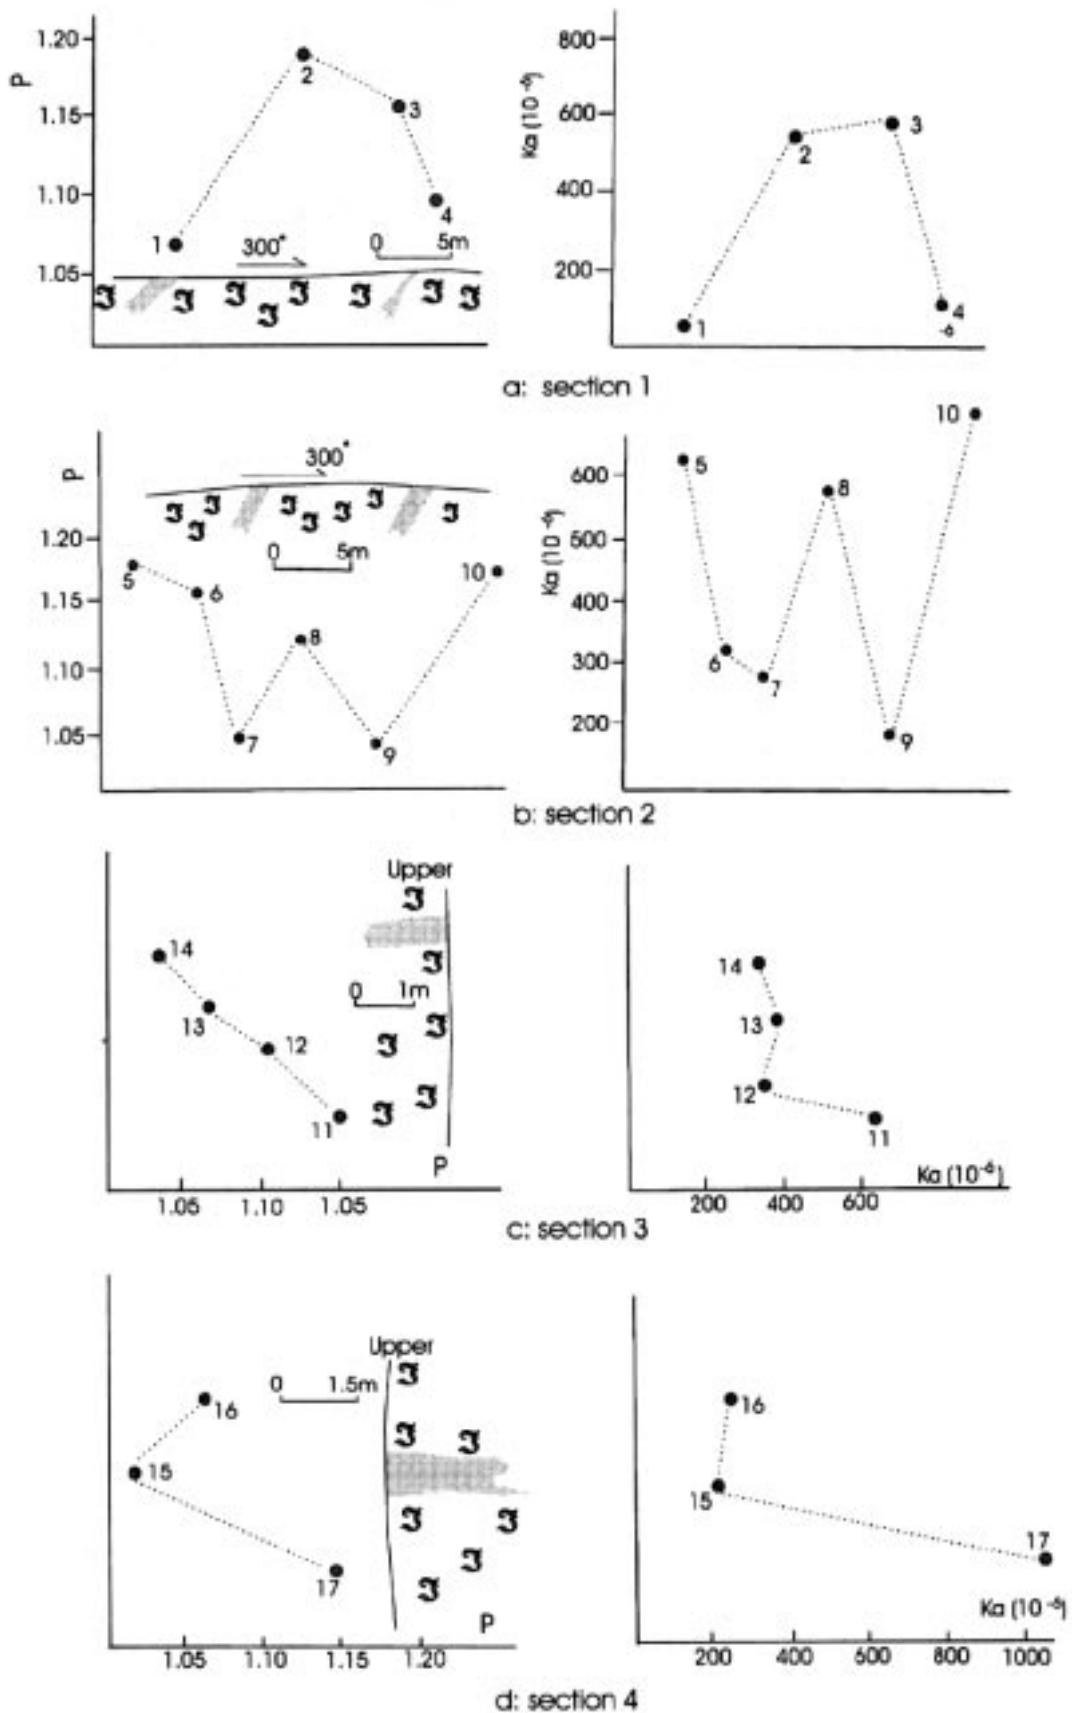 P
1.20
1.15
1.10
1.05
1
2
3
4
300°
0 5m
Ka (10⁻⁶)
800
600
400
200
1
2
3
4
-6
a: section 1
P
1.20
1.15
1.10
1.05
300°
0 5m
5
6
7
8
9
10
Ka (10⁻⁶)
600
500
400
300
200
5
6
7
8
9
10
b: section 2
Upper
14
13
12
11
0 1m
P
1.05 1.10 1.05
14
13
12
11
Ka (10⁻⁶)
200 400 600
c: section 3
Upper
0 1.5m
16
15
17
P
1.05 1.10 1.15 1.20
16
15
17
Ka (10⁻⁶)
200 400 600 800 1000
d: section 4